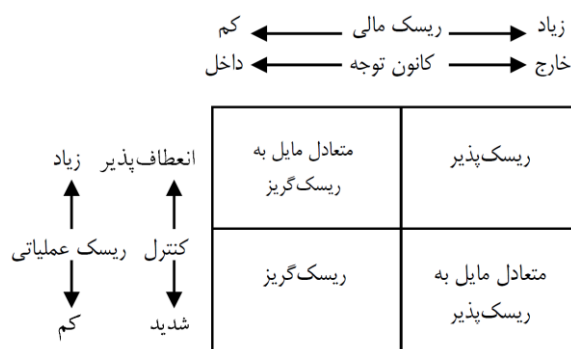 زیاد ریسک مالی کم
خارج کانون توجه داخل
ریسک‌پذیر
متعادل مایل به
ریسک‌گریز
انعطاف‌پذیر
زیاد
کنترل
ریسک عملیاتی
متعادل مایل به
ریسک‌پذیر
ریسک‌گریز
شدید
کم